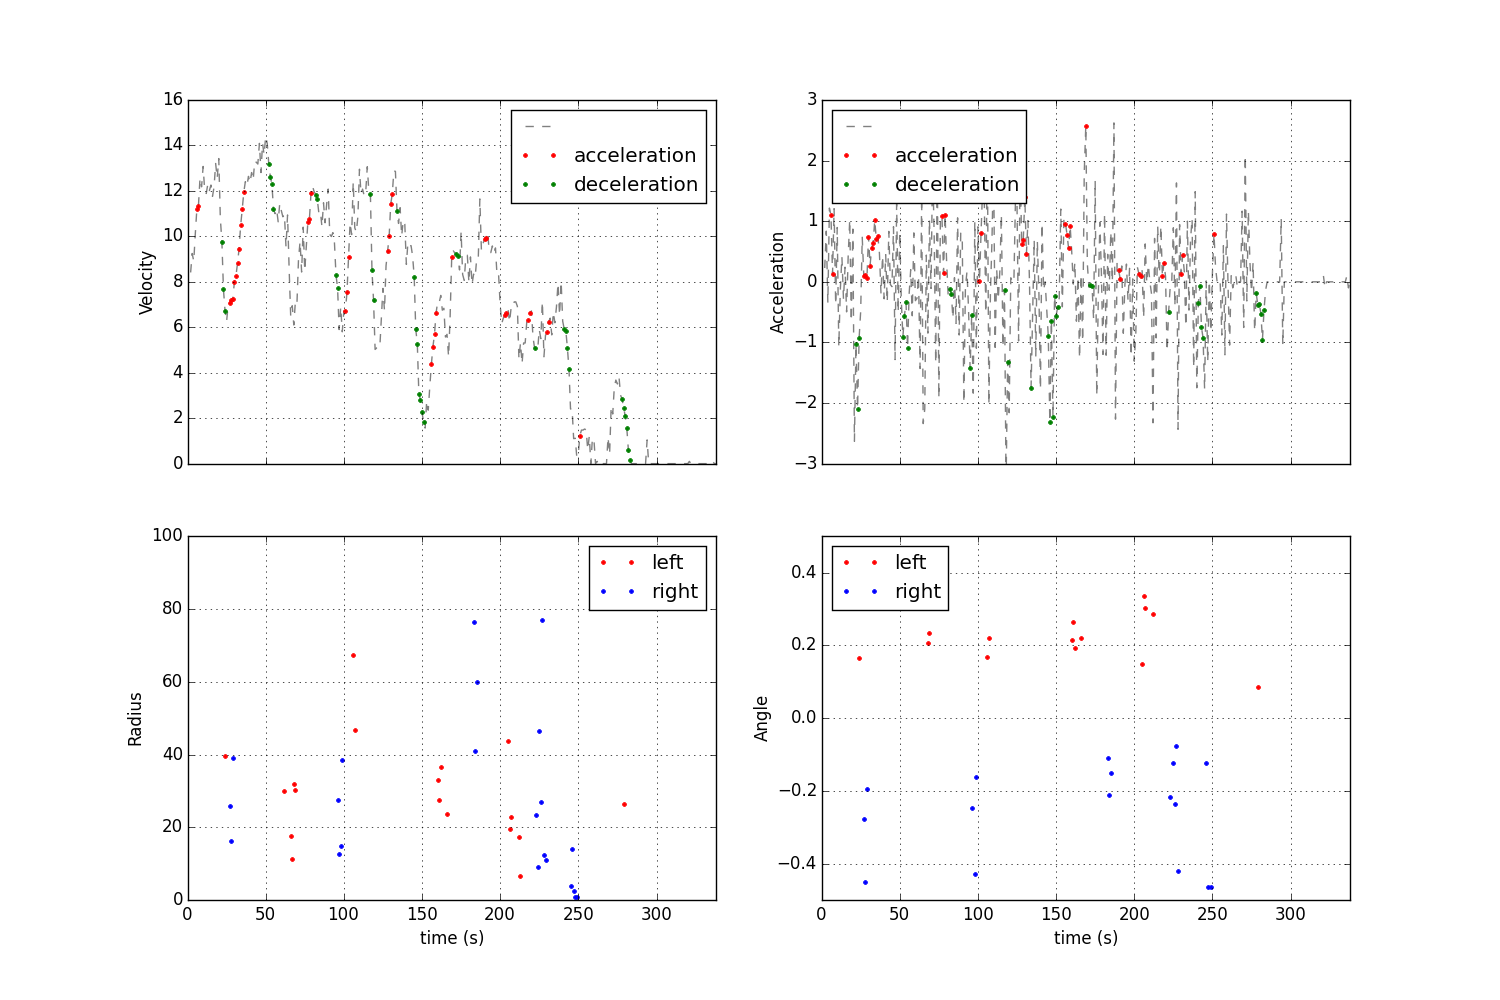 16
14
12
10
8
6
4
2
0
Velocity
acceleration
deceleration
3
2
1
0
−1
−2
−3
Acceleration
acceleration
deceleration
100
80
60
40
20
0
Radius
left
right
0 50 100 150 200 250 300
time (s)
0.4
0.2
0.0
−0.2
−0.4
Angle
left
right
0 50 100 150 200 250 300
time (s)